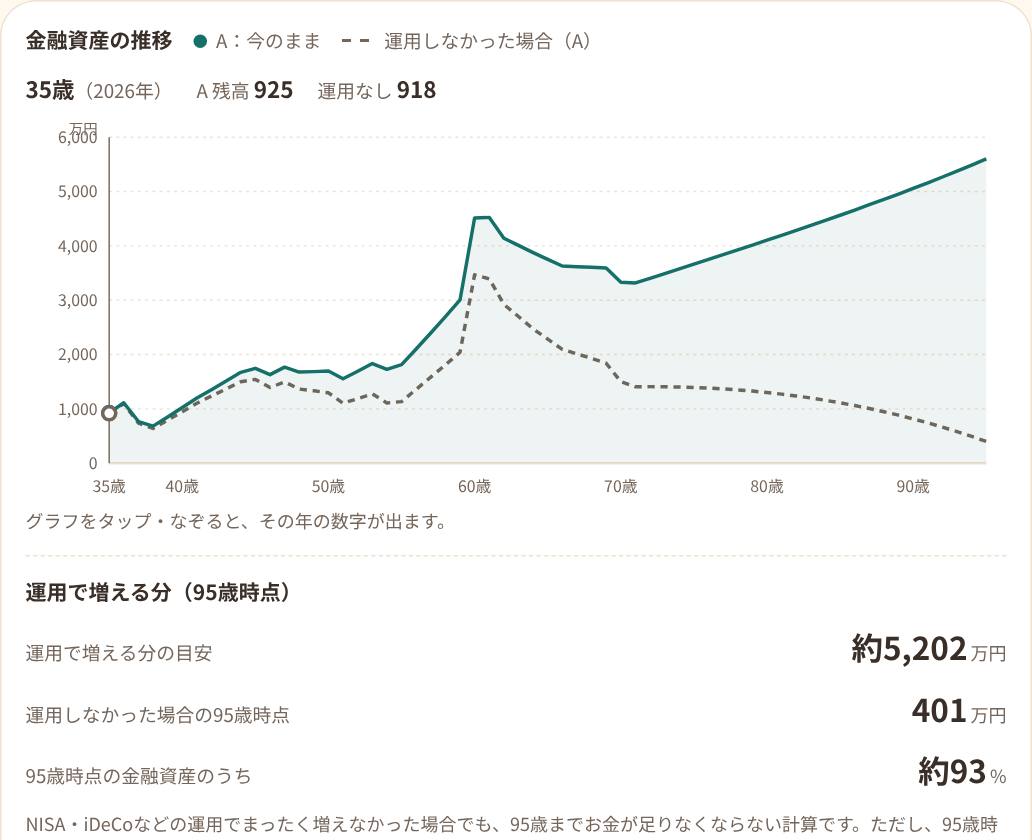 金融資産の推移 A：今のまま 運用しなかった場合（A）
35歳（2026年） A 残高 925 運用なし 918
万円
6,000
5,000
4,000
3,000
2,000
1,000
0
35歳 40歳 50歳 60歳 70歳 80歳 90歳
グラフをタップ・なぞると、その年の数字が出ます。
運用で増える分（95歳時点）
運用で増える分の目安 約5,202万円
運用しなかった場合の95歳時点 401万円
95歳時点の金融資産のうち 約93%
NISA・iDeCoなどの運用でまったく増えなかった場合でも、95歳までお金が足りなくならない計算です。ただし、95歳時